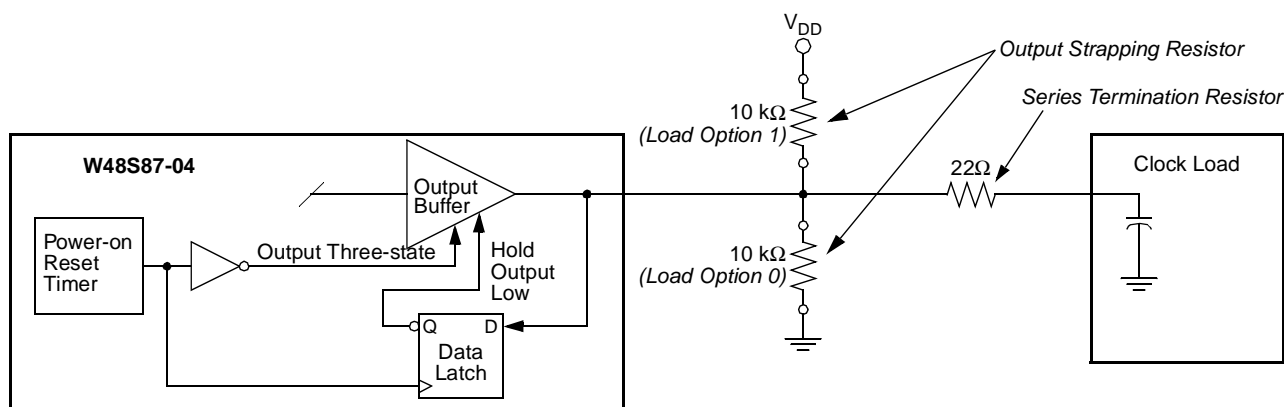 V_DD
Output Strapping Resistor
Series Termination Resistor
10 kΩ
(Load Option 1)
W48S87-04
Clock Load
22Ω
Output
Buffer
Power-on
Reset
Timer
Output Three-state
Hold
Output
Low
10 kΩ
(Load Option 0)
Q D
Data
Latch